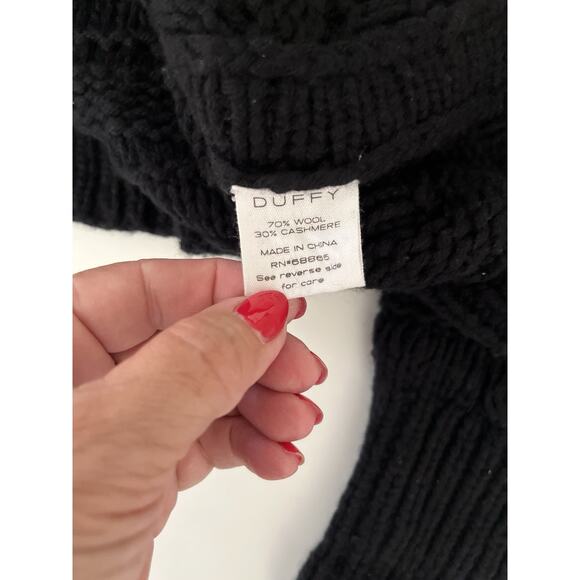 DUFFY
70% WOOL
30% CASHMERE
MADE IN CHINA
RN#68865
See reverse side
for care